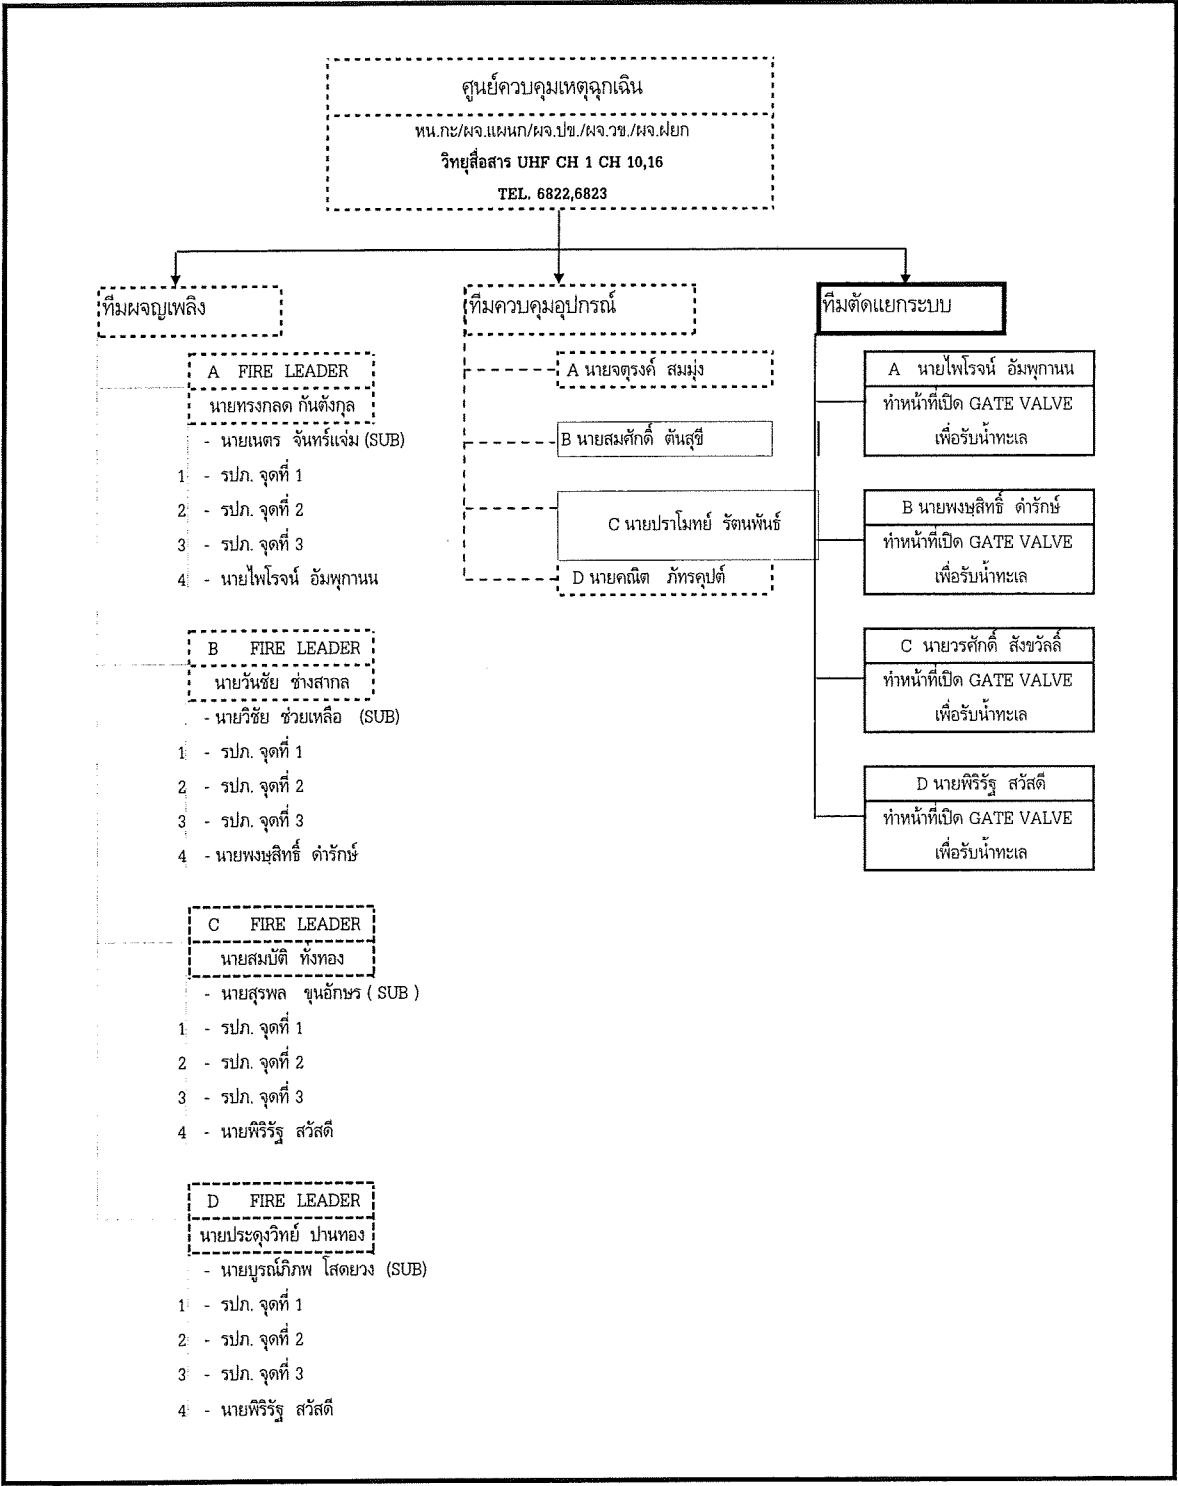 ศูนย์ควบคุมเหตุฉุกเฉิน
หน.กะ/ผจ.แผนก/ผจ.ปข./ผจ.วข./ผจ.ฝยก
วิทยุสื่อสาร UHF CH 1 CH 10,16
TEL. 6822,6823
ทีมผจญเพลิง
A FIRE LEADER
นายทรงกลด กันตังกุล
- นายเนตร จันทร์แจ่ม (SUB)
1 - รปภ. จุดที่ 1
2 - รปภ. จุดที่ 2
3 - รปภ. จุดที่ 3
4 - นายไพโรจน์ อัมพุกานน
B FIRE LEADER
นายวันชัย ช่างสากล
- นายวิชัย ช่วยเหลือ (SUB)
1 - รปภ. จุดที่ 1
2 - รปภ. จุดที่ 2
3 - รปภ. จุดที่ 3
4 - นายพงษุสิทธิ์ ดำรักษ์
C FIRE LEADER
นายสมบัติ ทั่งทอง
- นายสุรพล ขุนอักษร ( SUB )
1 - รปภ. จุดที่ 1
2 - รปภ. จุดที่ 2
3 - รปภ. จุดที่ 3
4 - นายพิริรัฐ สวัสดี
D FIRE LEADER
นายประดุงวิทย์ ปานทอง
- นายบูรณ์ภิภพ โสดยวง (SUB)
1 - รปภ. จุดที่ 1
2 - รปภ. จุดที่ 2
3 - รปภ. จุดที่ 3
4 - นายพิริรัฐ สวัสดี
ทีมควบคุมอุปกรณ์
A นายจตุรงค์ สมมุ่ง
B นายสมศักดิ์ ตันสุขี
C นายปราโมทย์ รัตนพันธ์
D นายคณิต ภัทรคุปต์
ทีมตัดแยกระบบ
A นายไพโรจน์ อัมพุกานน
ทำหน้าที่เปิด GATE VALVE
เพื่อรับน้ำทะเล
B นายพงษุสิทธิ์ ดำรักษ์
ทำหน้าที่เปิด GATE VALVE
เพื่อรับน้ำทะเล
C นายวรศักดิ์ สังขวัลลิ์
ทำหน้าที่เปิด GATE VALVE
เพื่อรับน้ำทะเล
D นายพิริรัฐ สวัสดี
ทำหน้าที่เปิด GATE VALVE
เพื่อรับน้ำทะเล